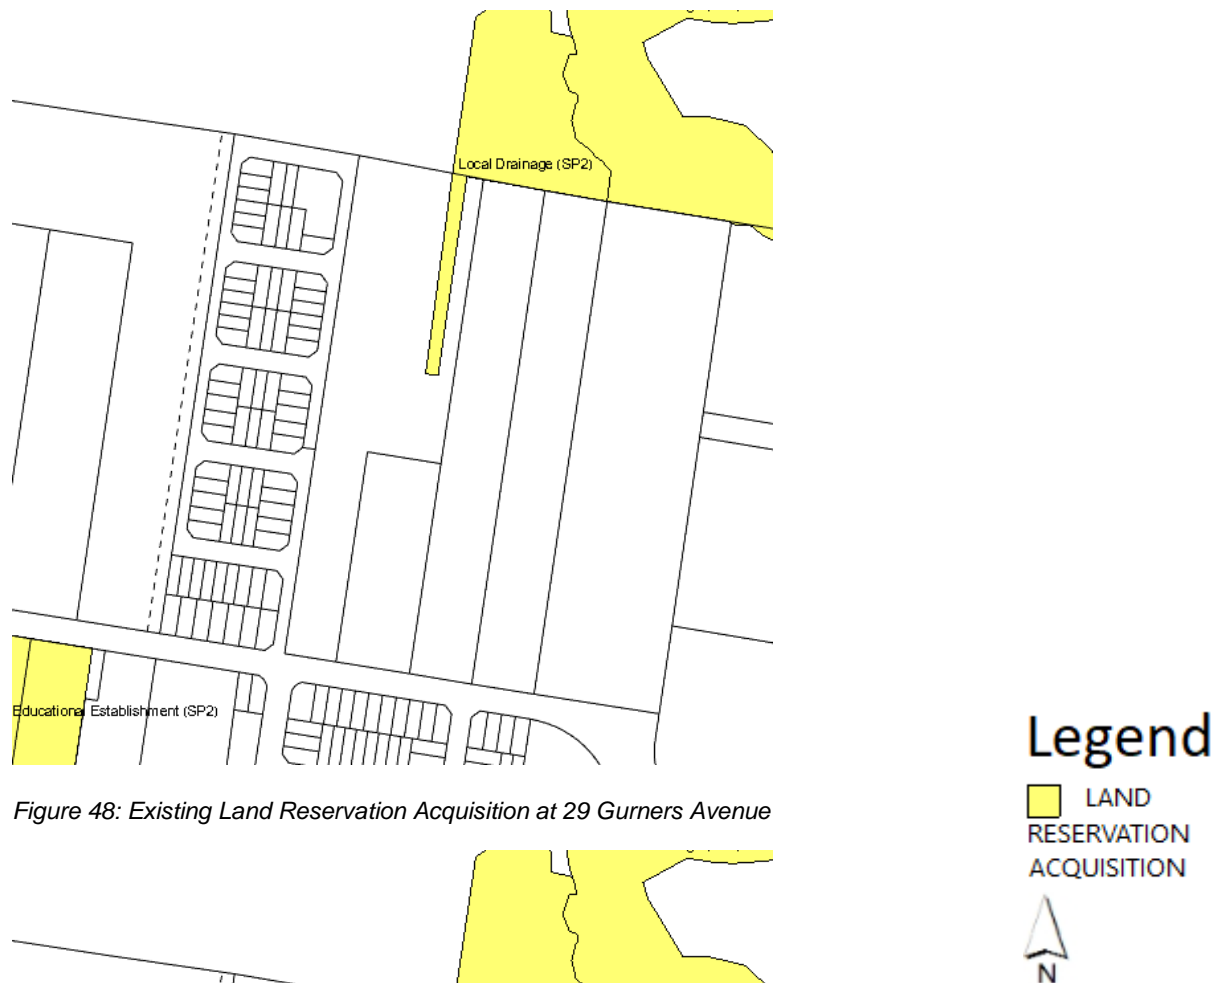 Local Drainage (SP2)
Educational Establishment (SP2)
Figure 48: Existing Land Reservation Acquisition at 29 Gurners Avenue
Legend
LAND
RESERVATION
ACQUISITION
N